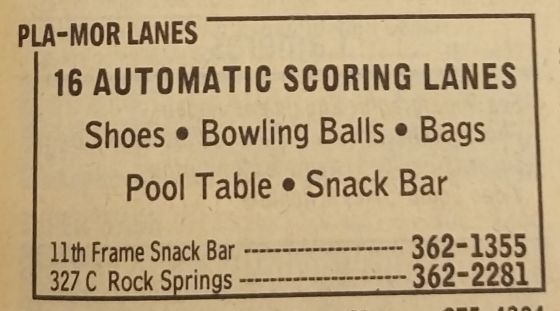 PLA-MOR LANES
16 AUTOMATIC SCORING LANES
Shoes • Bowling Balls • Bags
Pool Table • Snack Bar
11th Frame Snack Bar --------------------- 362-1355
327 C Rock Springs --------------------- 362-2281